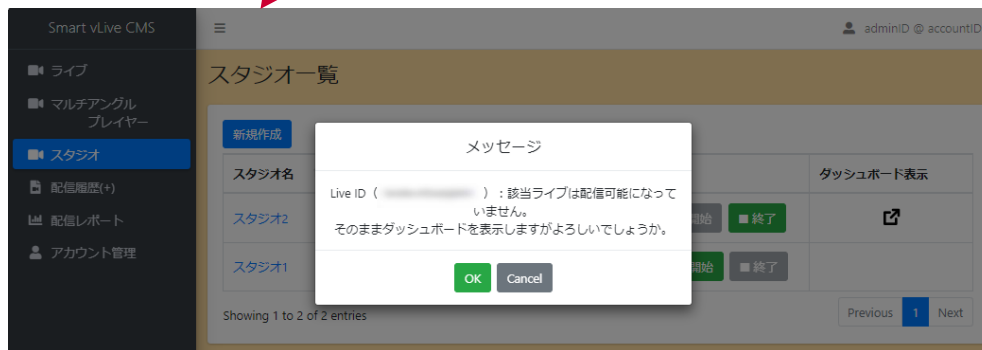 Smart vLive CMS
adminID @ accountID
ライブ
マルチアングル
プレイヤー
スタジオ
配信履歴(+)
配信レポート
アカウント管理
スタジオ一覧
新規作成
スタジオ名
ダッシュボード表示
スタジオ2
開始
■終了
スタジオ1
開始
■終了
メッセージ
Live ID（ ）：該当ライブは配信可能になって
いません。
そのままダッシュボードを表示しますがよろしいでしょうか。
OK Cancel
Showing 1 to 2 of 2 entries
Previous 1 Next